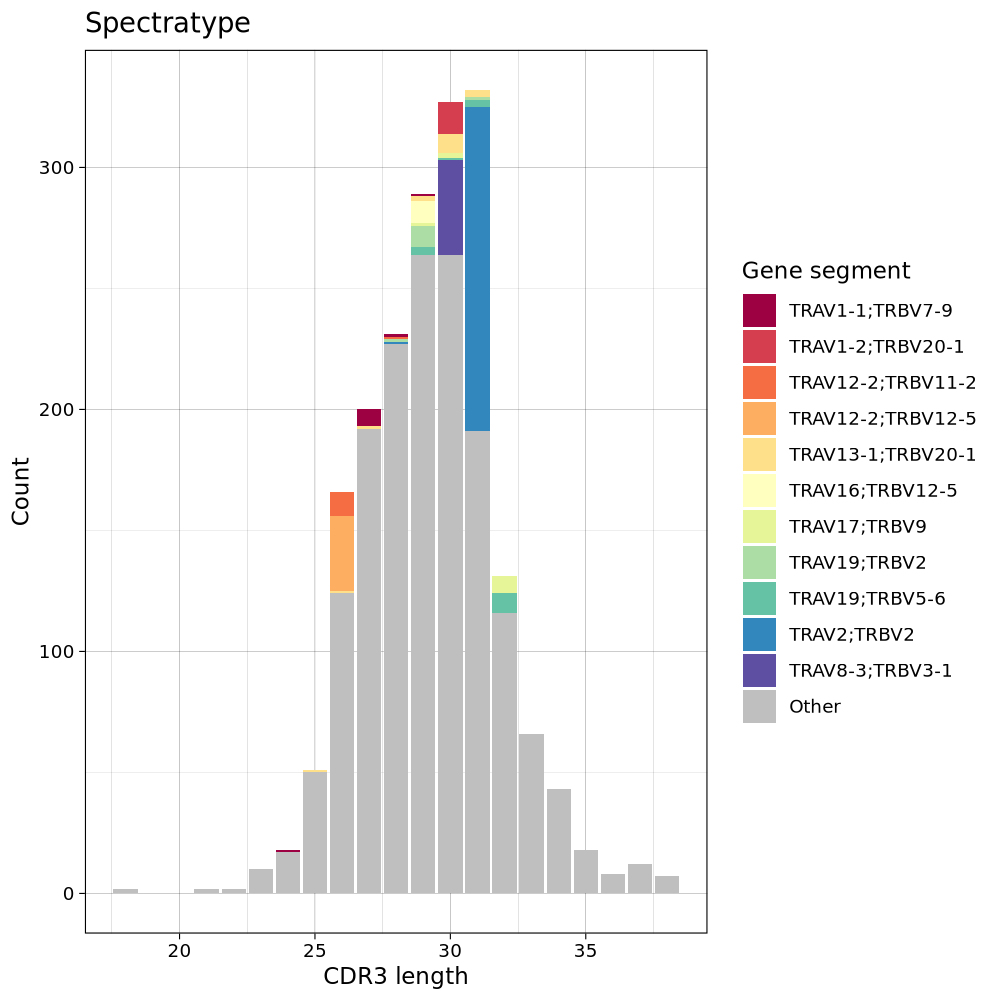 Spectratype
300
200
100
0
Count
20
25
30
35
CDR3 length
Gene segment
TRAV1-1;TRBV7-9
TRAV1-2;TRBV20-1
TRAV12-2;TRBV11-2
TRAV12-2;TRBV12-5
TRAV13-1;TRBV20-1
TRAV16;TRBV12-5
TRAV17;TRBV9
TRAV19;TRBV2
TRAV19;TRBV5-6
TRAV2;TRBV2
TRAV8-3;TRBV3-1
Other